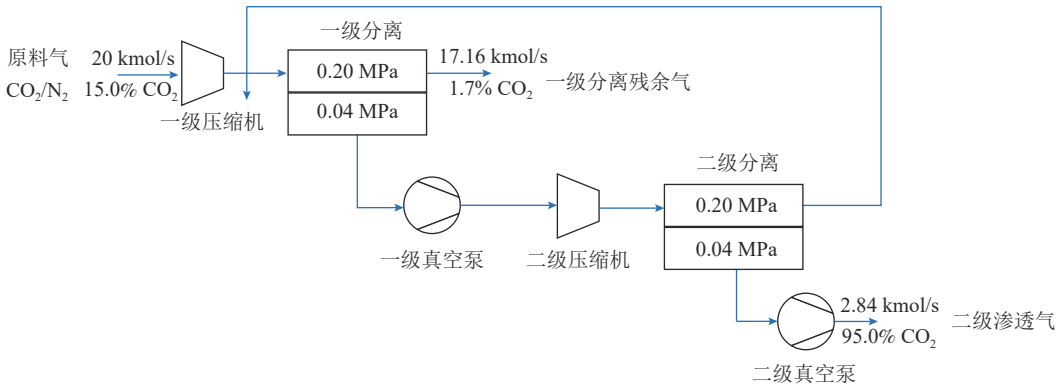 一级分离
原料气
CO₂/N₂
20 kmol/s
15.0% CO₂
一级压缩机
0.20 MPa
0.04 MPa
17.16 kmol/s
1.7% CO₂
一级分离残余气
二级分离
0.20 MPa
0.04 MPa
一级真空泵
二级压缩机
2.84 kmol/s
95.0% CO₂
二级渗透气
二级真空泵